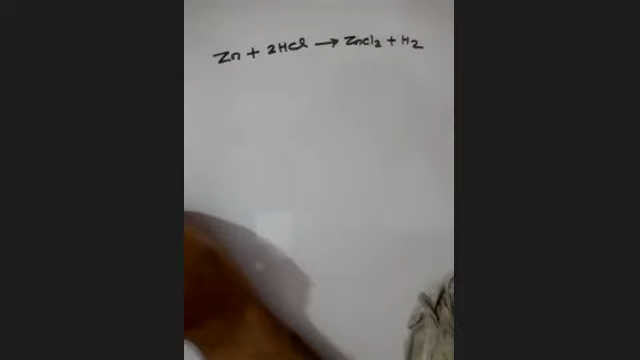 Zn + 2HCl → ZnCl2 + H2